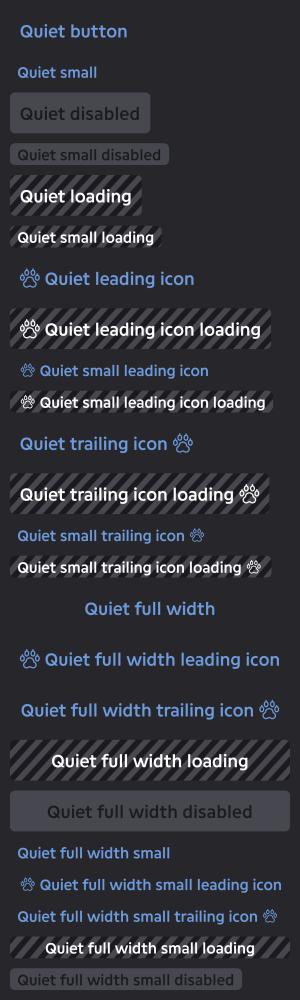 Quiet button
Quiet small
Quiet disabled
Quiet small disabled
Quiet loading
Quiet small loading
Quiet leading icon
Quiet leading icon loading
Quiet small leading icon
Quiet small leading icon loading
Quiet trailing icon
Quiet trailing icon loading
Quiet small trailing icon
Quiet small trailing icon loading
Quiet full width
Quiet full width leading icon
Quiet full width trailing icon
Quiet full width loading
Quiet full width disabled
Quiet full width small
Quiet full width small leading icon
Quiet full width small trailing icon
Quiet full width small loading
Quiet full width small disabled